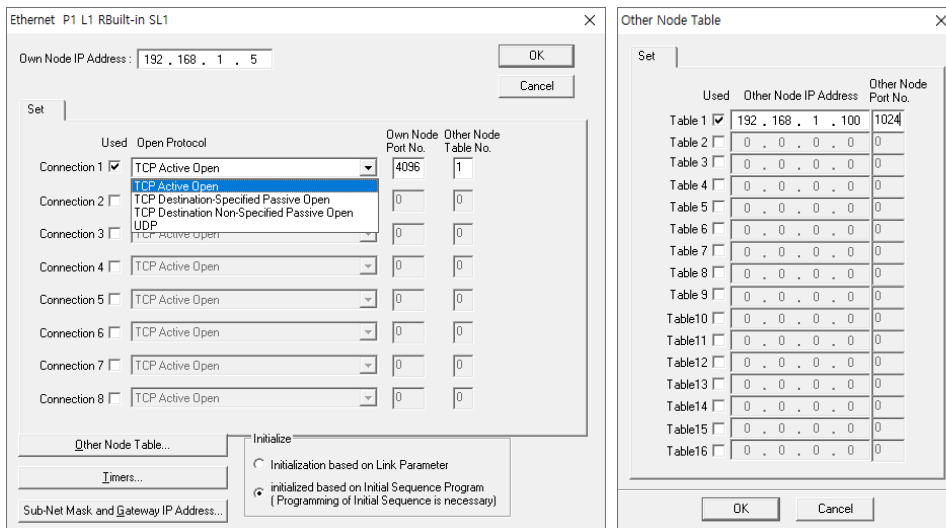 Ethernet P1 L1 RBuilt-in SL1
Own Node IP Address : 192 . 168 . 1 . 5
OK
Cancel
Set
Used Open Protocol Own Node Port No. Other Node Table No.
Connection 1 TCP Active Open 4096 1
TCP Active Open
TCP Destination-Specified Passive Open
TCP Destination Non-Specified Passive Open
UDP
Connection 2 0 0
Connection 3 TCP Active Open 0 0
Connection 4 TCP Active Open 0 0
Connection 5 TCP Active Open 0 0
Connection 6 TCP Active Open 0 0
Connection 7 TCP Active Open 0 0
Connection 8 TCP Active Open 0 0
Other Node Table...
Timers...
Sub-Net Mask and Gateway IP Address...
Initialize
Initialization based on Link Parameter
initialized based on Initial Sequence Program
( Programming of Initial Sequence is necessary)
Other Node Table
Set
Used Other Node IP Address Other Node Port No.
Table 1 192 . 168 . 1 . 100 1024
Table 2 0 . 0 . 0 . 0 0
Table 3 0 . 0 . 0 . 0 0
Table 4 0 . 0 . 0 . 0 0
Table 5 0 . 0 . 0 . 0 0
Table 6 0 . 0 . 0 . 0 0
Table 7 0 . 0 . 0 . 0 0
Table 8 0 . 0 . 0 . 0 0
Table 9 0 . 0 . 0 . 0 0
Table10 0 . 0 . 0 . 0 0
Table11 0 . 0 . 0 . 0 0
Table12 0 . 0 . 0 . 0 0
Table13 0 . 0 . 0 . 0 0
Table14 0 . 0 . 0 . 0 0
Table15 0 . 0 . 0 . 0 0
Table16 0 . 0 . 0 . 0 0
OK
Cancel